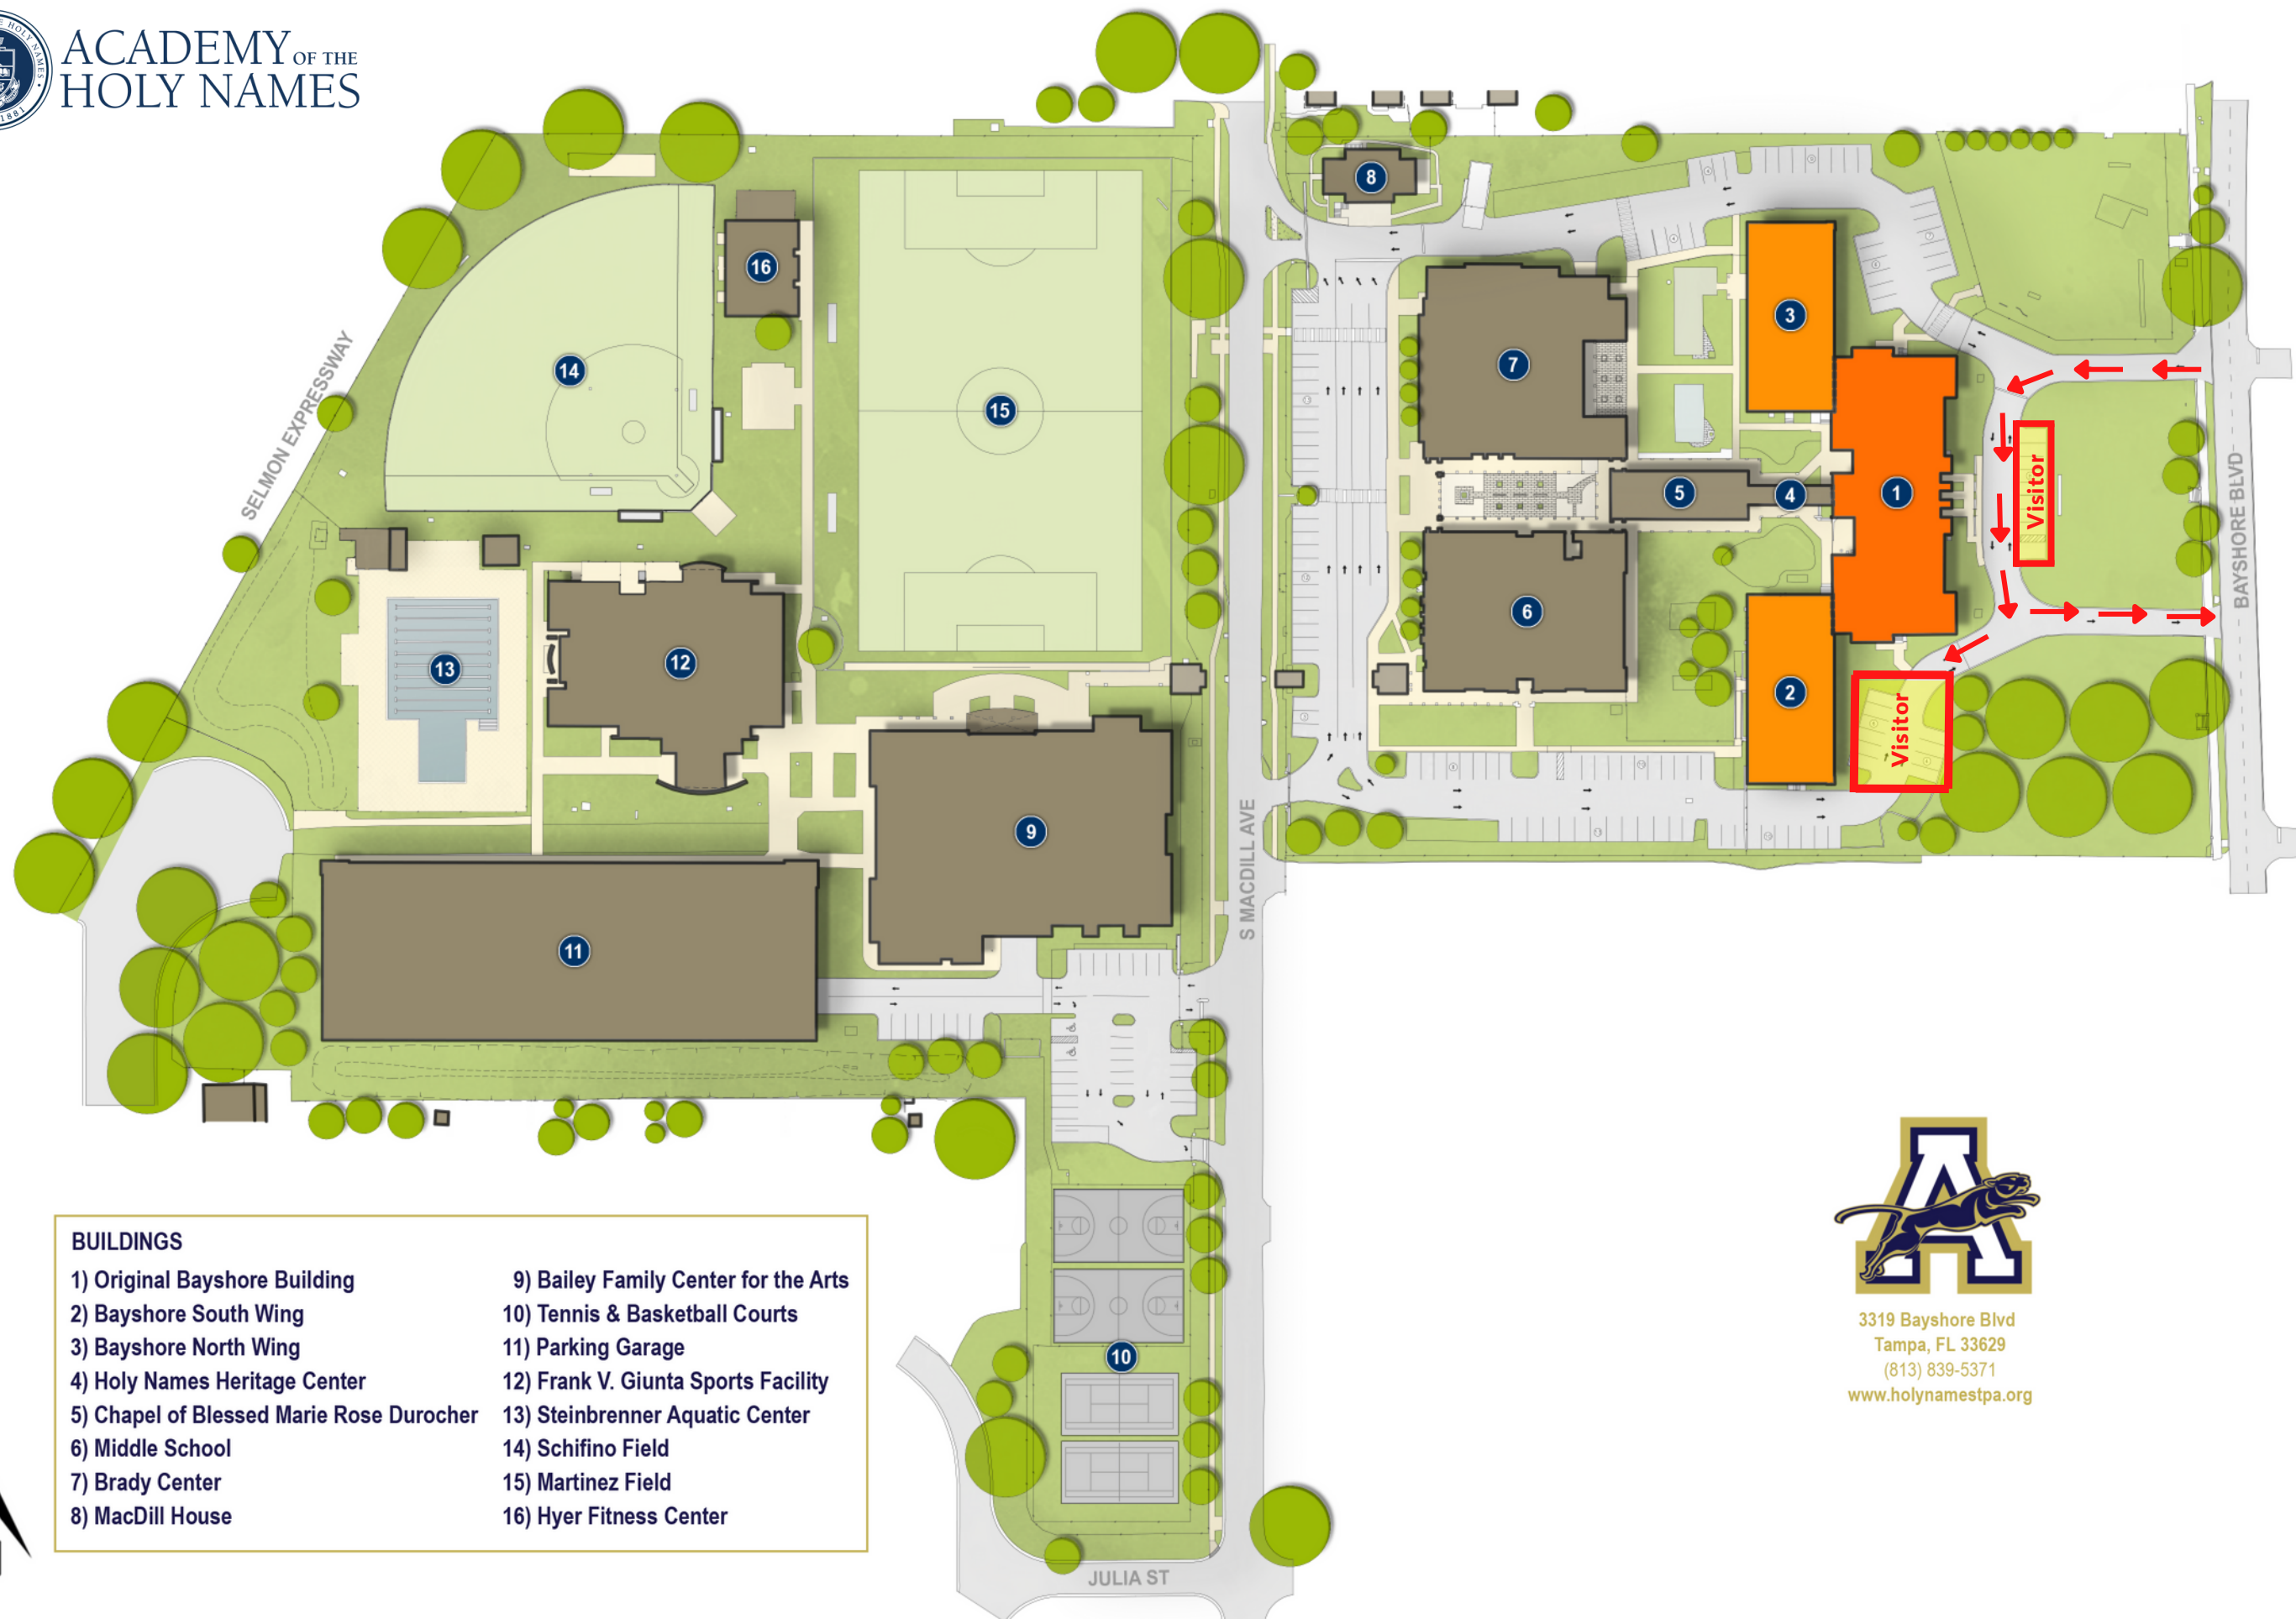 ACADEMY OF THE
HOLY NAMES
HOLY NAMES
1881
SELMON EXPRESSWAY
S MACDILL AVE
BAYSHORE BLVD
JULIA ST
Visitor
Visitor
1
2
3
4
5
6
7
8
9
10
11
12
13
14
15
16
BUILDINGS
1) Original Bayshore Building
2) Bayshore South Wing
3) Bayshore North Wing
4) Holy Names Heritage Center
5) Chapel of Blessed Marie Rose Durocher
6) Middle School
7) Brady Center
8) MacDill House
9) Bailey Family Center for the Arts
10) Tennis & Basketball Courts
11) Parking Garage
12) Frank V. Giunta Sports Facility
13) Steinbrenner Aquatic Center
14) Schifino Field
15) Martinez Field
16) Hyer Fitness Center
A
3319 Bayshore Blvd
Tampa, FL 33629
(813) 839-5371
www.holynamestpa.org